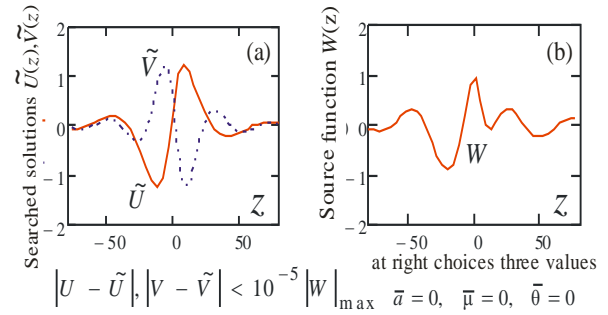 Searched solutions Ũ(z),Ṽ(z)
2
1
0
−1
−2
(a)
Ṽ
Ũ
z
−50 0 50
Source function W(z)
2
1
0
−1
−2
(b)
W
z
−50 0 50
at right choices three values
|U − Ũ|, |V − Ṽ| < 10⁻⁵ |W|ₘₐₓ a̅ = 0, μ̅ = 0, θ̅ = 0